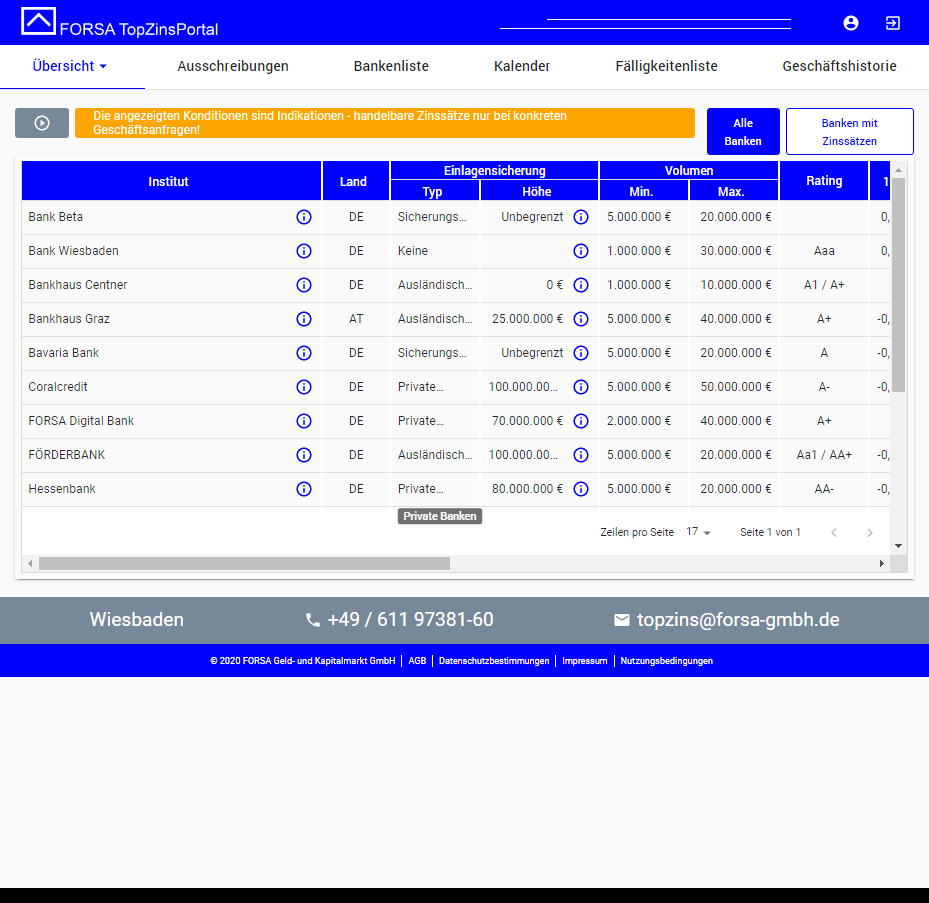 FORSA TopZinsPortal
Übersicht Ausschreibungen Bankenliste Kalender Fälligkeitenliste Geschäftshistorie
Die angezeigten Konditionen sind Indikationen - handelbare Zinssätze nur bei konkreten
Geschäftsanfragen!
Alle
Banken
Banken mit
Zinssätzen
Institut Land Einlagensicherung Volumen Rating 1
Typ Höhe Min. Max.
Bank Beta DE Sicherungs... Unbegrenzt 5.000.000 € 20.000.000 € 0,
Bank Wiesbaden DE Keine 1.000.000 € 30.000.000 € Aaa 0,
Bankhaus Centner DE Ausländisch... 0 € 1.000.000 € 10.000.000 € A1 / A+
Bankhaus Graz AT Ausländisch... 25.000.000 € 5.000.000 € 40.000.000 € A+ -0,
Bavaria Bank DE Sicherungs... Unbegrenzt 5.000.000 € 20.000.000 € A -0,
Coralcredit DE Private... 100.000.00... 5.000.000 € 50.000.000 € A- -0,
FORSA Digital Bank DE Private... 70.000.000 € 2.000.000 € 40.000.000 € A+
FÖRDERBANK DE Ausländisch... 100.000.00... 5.000.000 € 20.000.000 € Aa1 / AA+ -0,
Hessenbank DE Private... 80.000.000 € 5.000.000 € 20.000.000 € AA- -0,
Private Banken
Zeilen pro Seite 17 Seite 1 von 1
Wiesbaden +49 / 611 97381-60 topzins@forsa-gmbh.de
© 2020 FORSA Geld- und Kapitalmarkt GmbH | AGB | Datenschutzbestimmungen | Impressum | Nutzungsbedingungen